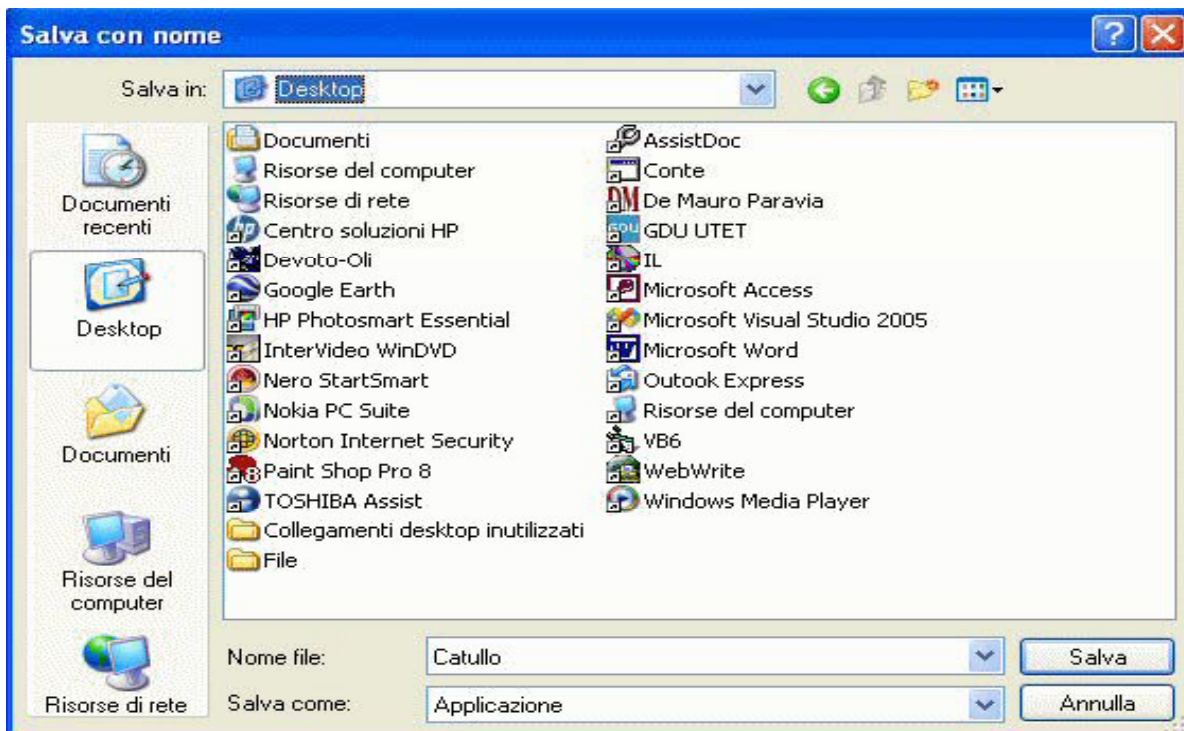 Salva con nome
Salva in:
Desktop
Documenti recenti
Desktop
Documenti
Risorse del computer
Risorse di rete
Documenti
Risorse del computer
Risorse di rete
Centro soluzioni HP
Devoto-Oli
Google Earth
HP Photosmart Essential
InterVideo WinDVD
Nero StartSmart
Nokia PC Suite
Norton Internet Security
Paint Shop Pro 8
TOSHIBA Assist
Collegamenti desktop inutilizzati
File
AssistDoc
Conte
De Mauro Paravia
GDU UTET
IL
Microsoft Access
Microsoft Visual Studio 2005
Microsoft Word
Outook Express
Risorse del computer
VB6
WebWrite
Windows Media Player
Nome file:
Catullo
Salva
Salva come:
Applicazione
Annulla